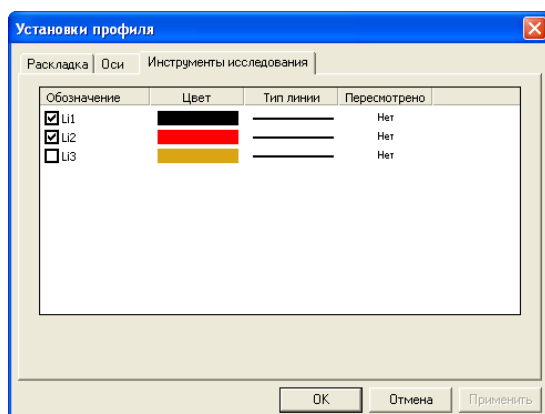 Установки профиля
Раскладка Оси Инструменты исследования
Обозначение Цвет Тип линии Пересмотрено
Li1 Нет
Li2 Нет
Li3 Нет
OK Отмена Применить